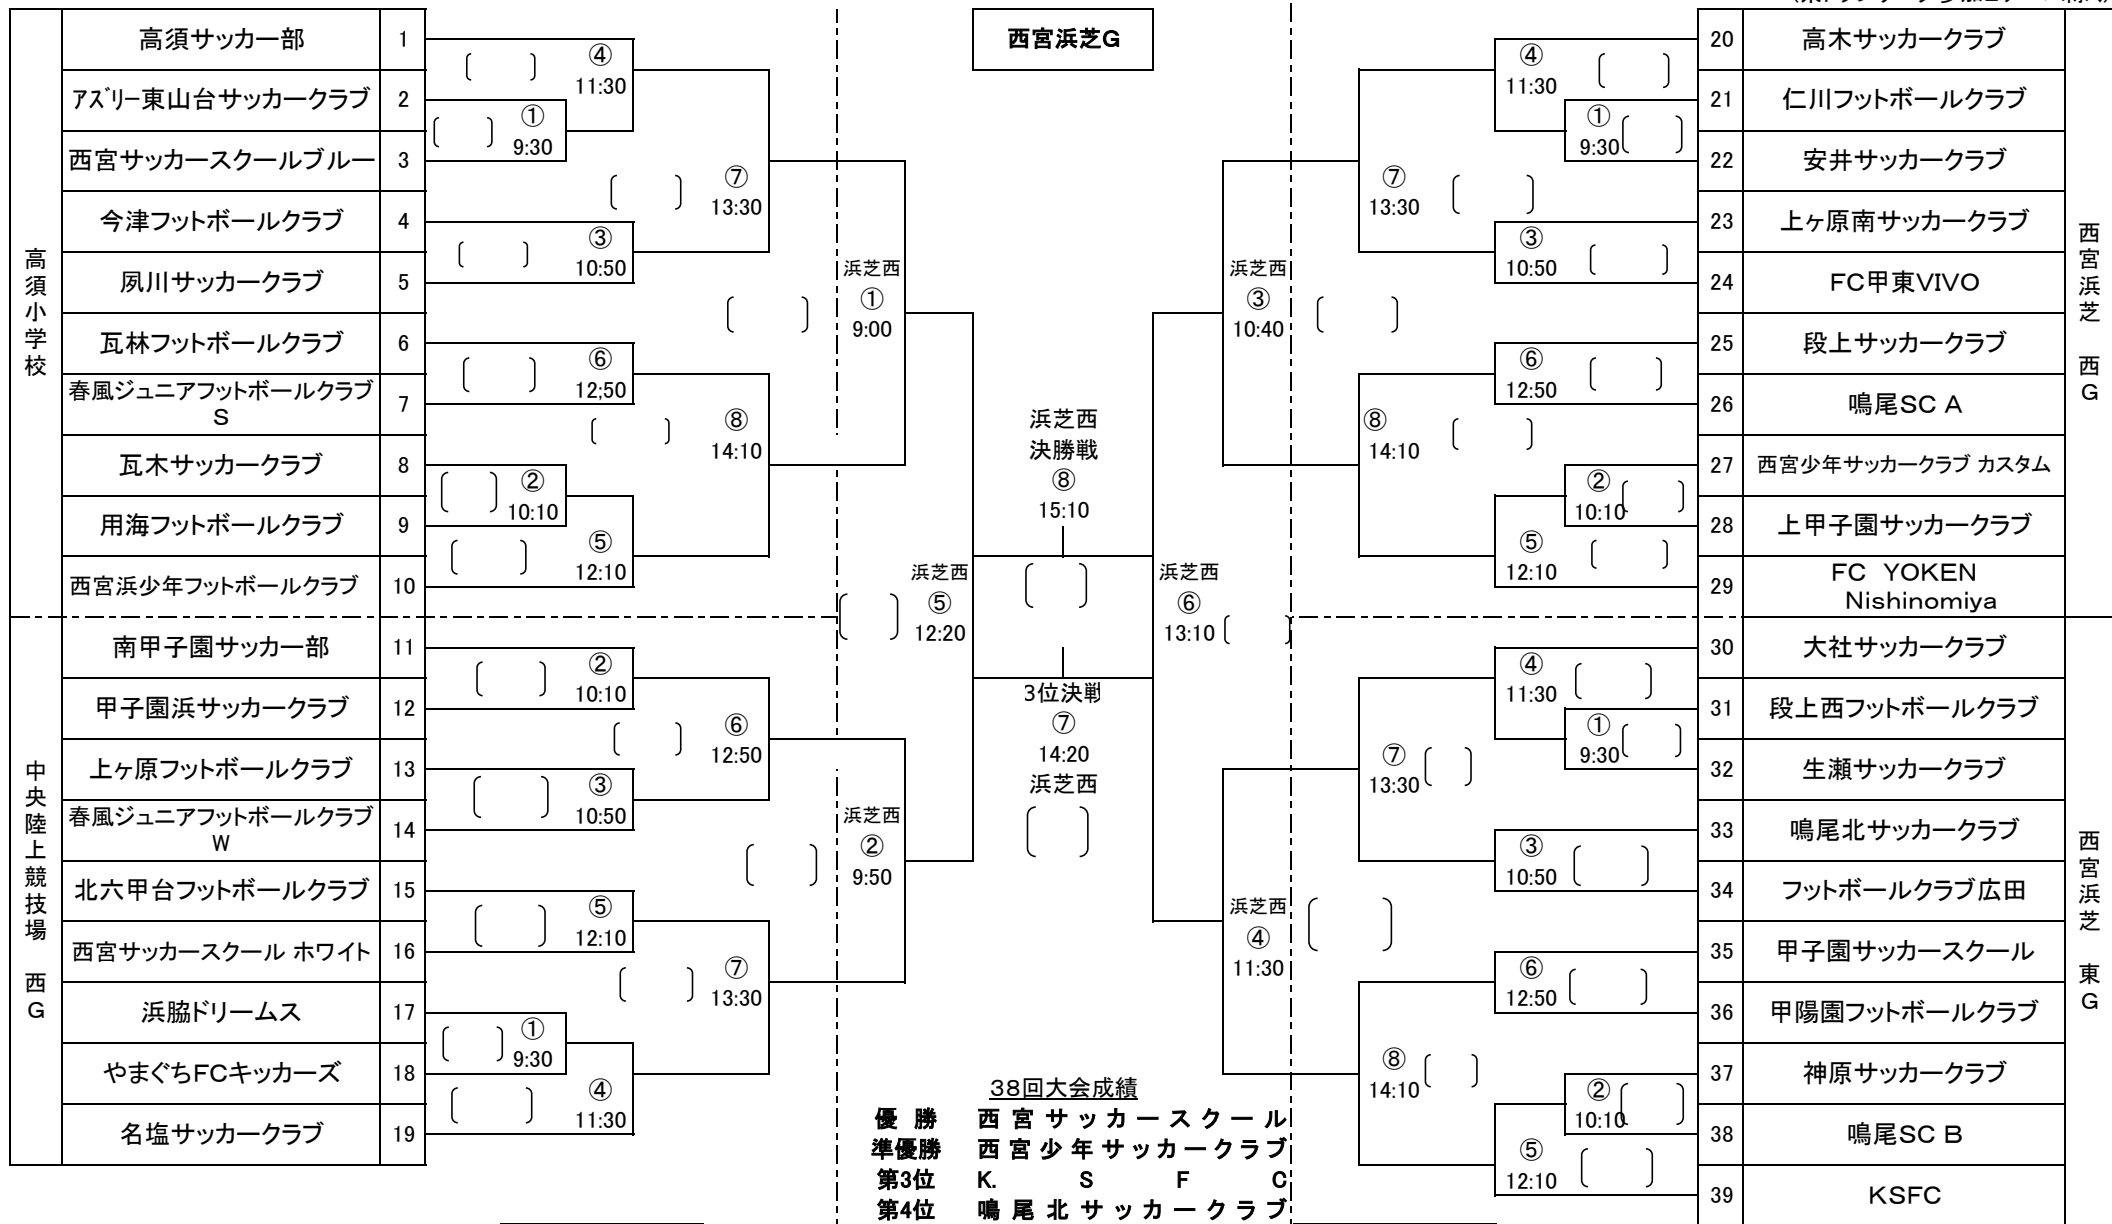 西宮浜芝G
高須小学校
高須サッカー部 1
アズリー東山台サッカークラブ 2
西宮サッカースクールブルー 3
今津フットボールクラブ 4
夙川サッカークラブ 5
瓦林フットボールクラブ 6
春風ジュニアフットボールクラブ
S 7
瓦木サッカークラブ 8
用海フットボールクラブ 9
西宮浜少年フットボールクラブ 10
④
11:30
①
9:30
⑦
13:30
③
10:50
⑥
12;50
⑧
14:10
②
10:10
⑤
12:10
中央陸上競技場 西G
南甲子園サッカー部 11
甲子園浜サッカークラブ 12
上ヶ原フットボールクラブ 13
春風ジュニアフットボールクラブ
W 14
北六甲台フットボールクラブ 15
西宮サッカースクール ホワイト 16
浜脇ドリームス 17
やまぐちFCキッカーズ 18
名塩サッカークラブ 19
②
10:10
⑥
12:50
③
10:50
⑤
12:10
⑦
13:30
①
9:30
④
11:30
浜芝西
①
9:00
浜芝西
⑤
12:20
浜芝西
②
9:50
浜芝西
決勝戦
⑧
15:10
3位決戦
⑦
14:20
浜芝西
浜芝西
③
10:40
浜芝西
⑥
13:10
浜芝西
④
11:30
④
11:30
①
9:30
⑦
13:30
③
10:50
⑥
12:50
⑧
14:10
②
10:10
⑤
12:10
20 高木サッカークラブ
21 仁川フットボールクラブ
22 安井サッカークラブ
23 上ヶ原南サッカークラブ
24 FC甲東VIVO
25 段上サッカークラブ
26 鳴尾SC A
27 西宮少年サッカークラブ カスタム
28 上甲子園サッカークラブ
29 FC YOKEN
Nishinomiya
西宮浜芝 西G
④
11:30
①
9:30
⑦
13:30
③
10:50
⑥
12:50
⑧
14:10
②
10:10
⑤
12:10
30 大社サッカークラブ
31 段上西フットボールクラブ
32 生瀬サッカークラブ
33 鳴尾北サッカークラブ
34 フットボールクラブ広田
35 甲子園サッカースクール
36 甲陽園フットボールクラブ
37 神原サッカークラブ
38 鳴尾SC B
39 KSFC
西宮浜芝 東G
38回大会成績
優勝 西宮サッカースクール
準優勝 西宮少年サッカークラブ
第3位 K. S F C
第4位 鳴尾北サッカークラブ